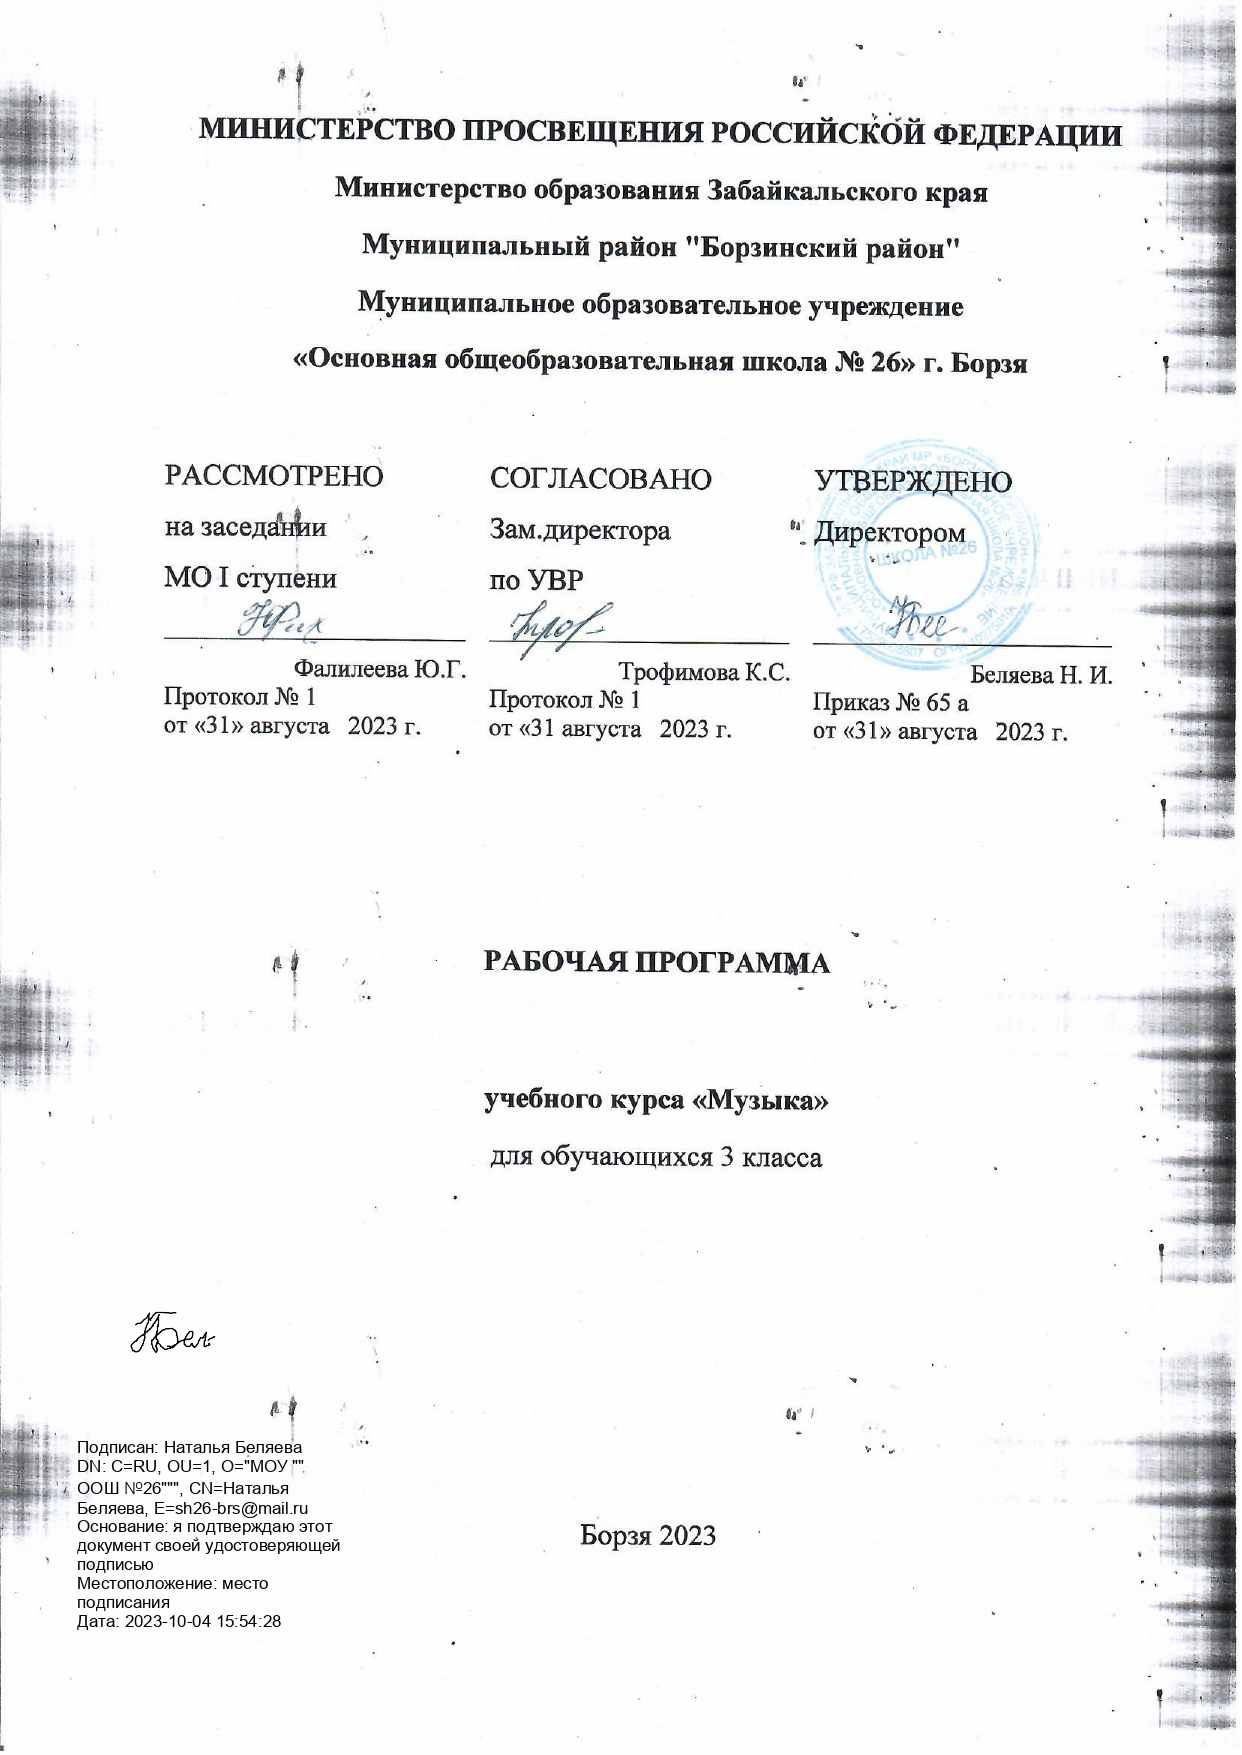 МИНИСТЕРСТВО ПРОСВЕЩЕНИЯ РОССИЙСКОЙ ФЕДЕРАЦИИ
Министерство образования Забайкальского края
Муниципальный район "Борзинский район"
Муниципальное образовательное учреждение
«Основная общеобразовательная школа № 26» г. Борзя
РАССМОТРЕНО
на заседании
МО I ступени
Фалилеева Ю.Г.
Протокол № 1
от «31» августа 2023 г.
СОГЛАСОВАНО
Зам.директора
по УВР
Трофимова К.С.
Протокол № 1
от «31 августа 2023 г.
УТВЕРЖДЕНО
Директором
ШКОЛА №26
Беляева Н. И.
Приказ № 65 а
от «31» августа 2023 г.
РАБОЧАЯ ПРОГРАММА
учебного курса «Музыка»
для обучающихся 3 класса
Подписан: Наталья Беляева
DN: C=RU, OU=1, O="МОУ ""
ООШ №26""", CN=Наталья
Беляева, E=sh26-brs@mail.ru
Основание: я подтверждаю этот
документ своей удостоверяющей
подписью
Местоположение: место
подписания
Дата: 2023-10-04 15:54:28
Борзя 2023